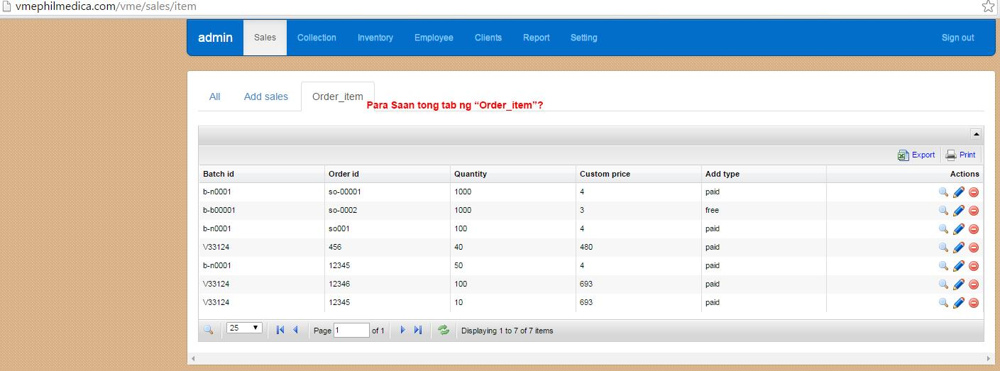 vmephilmedica.com/vme/sales/item
admin Sales Collection Inventory Employee Clients Report Setting Sign out
All Add sales Order_item
Para Saan tong tab ng “Order_item”?
Export Print
Batch id Order id Quantity Custom price Add type Actions
b-n0001 so-00001 1000 4 paid
b-b00001 so-0002 1000 3 free
b-n0001 so001 100 4 paid
V33124 456 40 480 paid
b-n0001 12345 50 4 paid
V33124 12346 100 693 paid
V33124 12345 10 693 paid
25 Page 1 of 1 Displaying 1 to 7 of 7 items